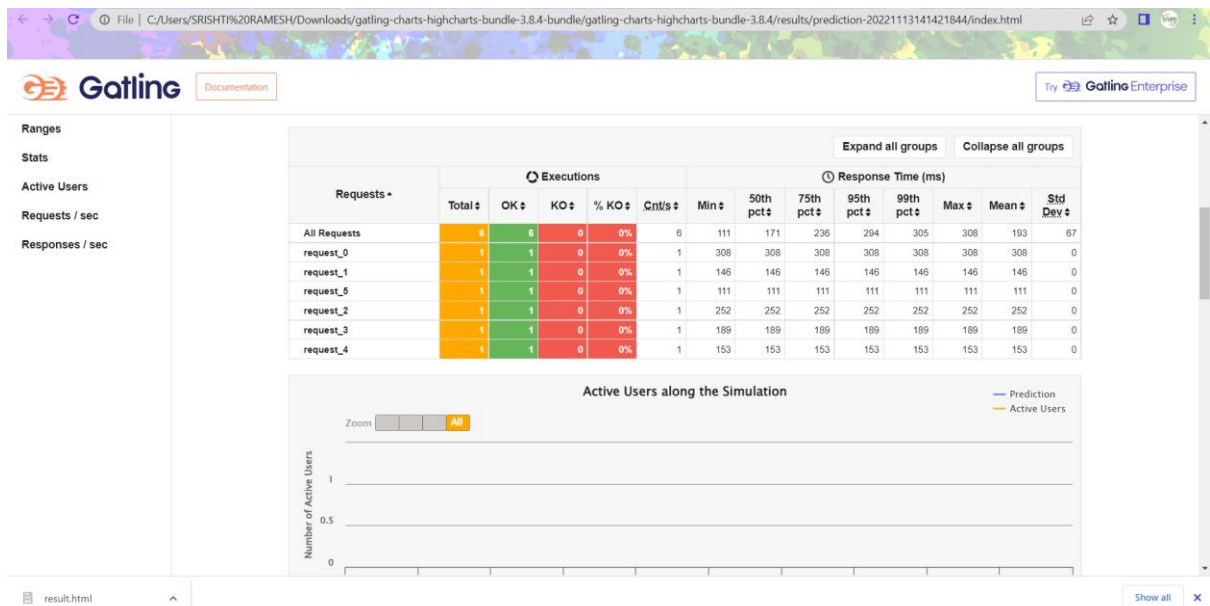 File | C:/Users/SRISHTI%20RAMESH/Downloads/gatling-charts-highcharts-bundle-3.8.4-bundle/gatling-charts-highcharts-bundle-3.8.4/results/prediction-20221113141421844/index.html
Gatling Documentation Try Gatling Enterprise
Ranges
Stats
Active Users
Requests / sec
Responses / sec
Expand all groups Collapse all groups
Requests Executions Response Time (ms)
Total OK KO % KO Cnt/s Min 50th pct 75th pct 95th pct 99th pct Max Mean Std Dev
All Requests 6 6 0 0% 6 111 171 236 294 305 308 193 67
request_0 1 1 0 0% 1 308 308 308 308 308 308 308 0
request_1 1 1 0 0% 1 146 146 146 146 146 146 146 0
request_5 1 1 0 0% 1 111 111 111 111 111 111 111 0
request_2 1 1 0 0% 1 252 252 252 252 252 252 252 0
request_3 1 1 0 0% 1 189 189 189 189 189 189 189 0
request_4 1 1 0 0% 1 153 153 153 153 153 153 153 0
Active Users along the Simulation
Prediction
Active Users
Zoom All
Number of Active Users
1
0.5
0
result.html Show all